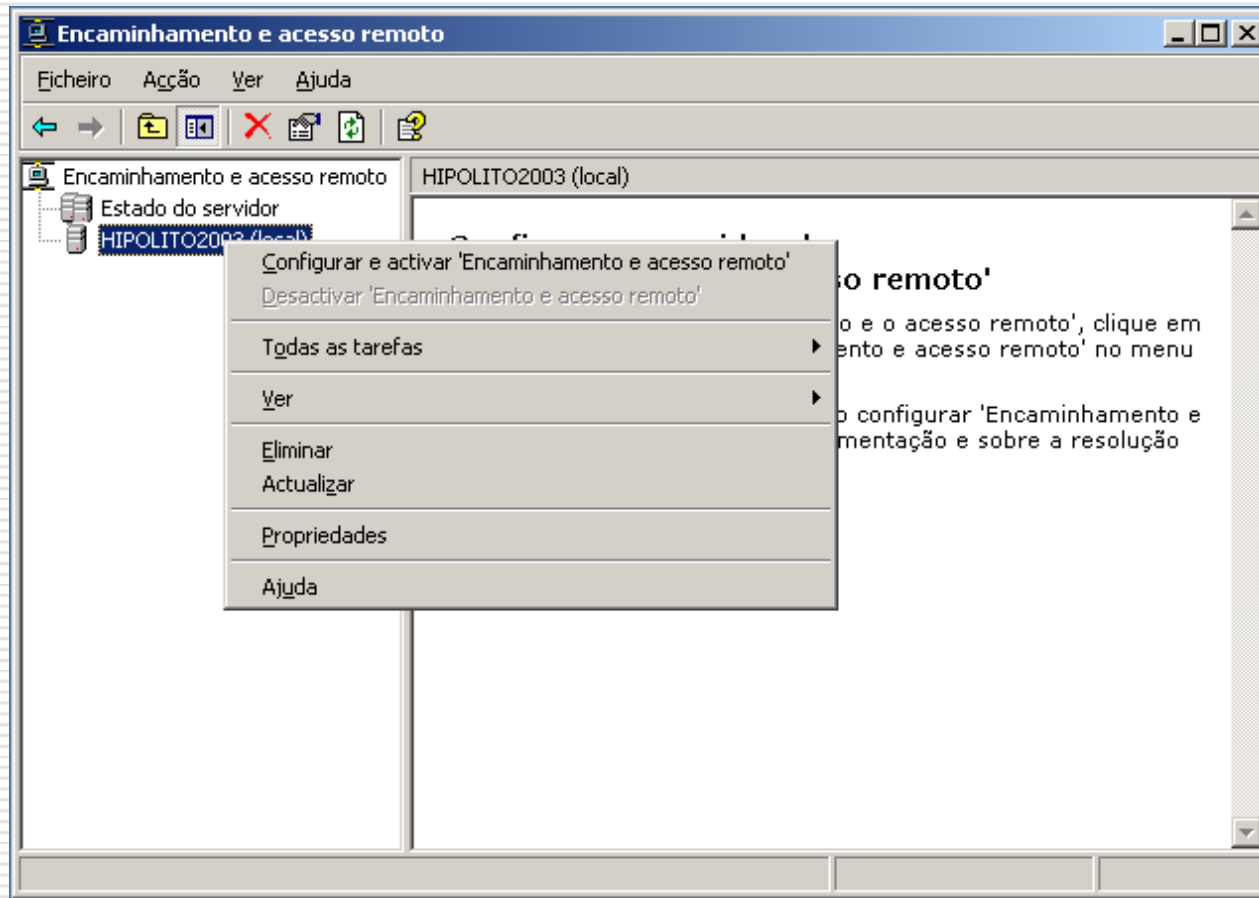 Encaminhamento e acesso remoto
Ficheiro Acção Ver Ajuda
Encaminhamento e acesso remoto
Estado do servidor
HIPOLITO2003 (local)
HIPOLITO2003 (local)
Configurar e activar 'Encaminhamento e acesso remoto'
Desactivar 'Encaminhamento e acesso remoto'
Todas as tarefas
Ver
Eliminar
Actualizar
Propriedades
Ajuda
so remoto'
o e o acesso remoto', clique em
ento e acesso remoto' no menu
o configurar 'Encaminhamento e
mentação e sobre a resolução